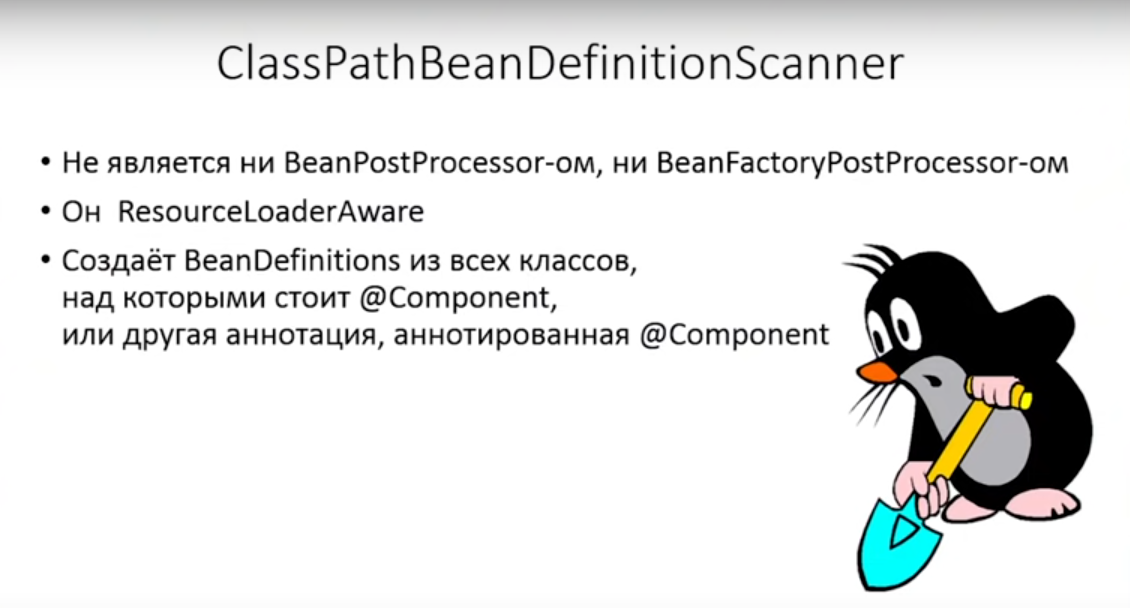 ClassPathBeanDefinitionScanner
• Не является ни BeanPostProcessor-ом, ни BeanFactoryPostProcessor-ом
• Он ResourceLoaderAware
• Создаёт BeanDefinitions из всех классов,
над которыми стоит @Component,
или другая аннотация, аннотированная @Component